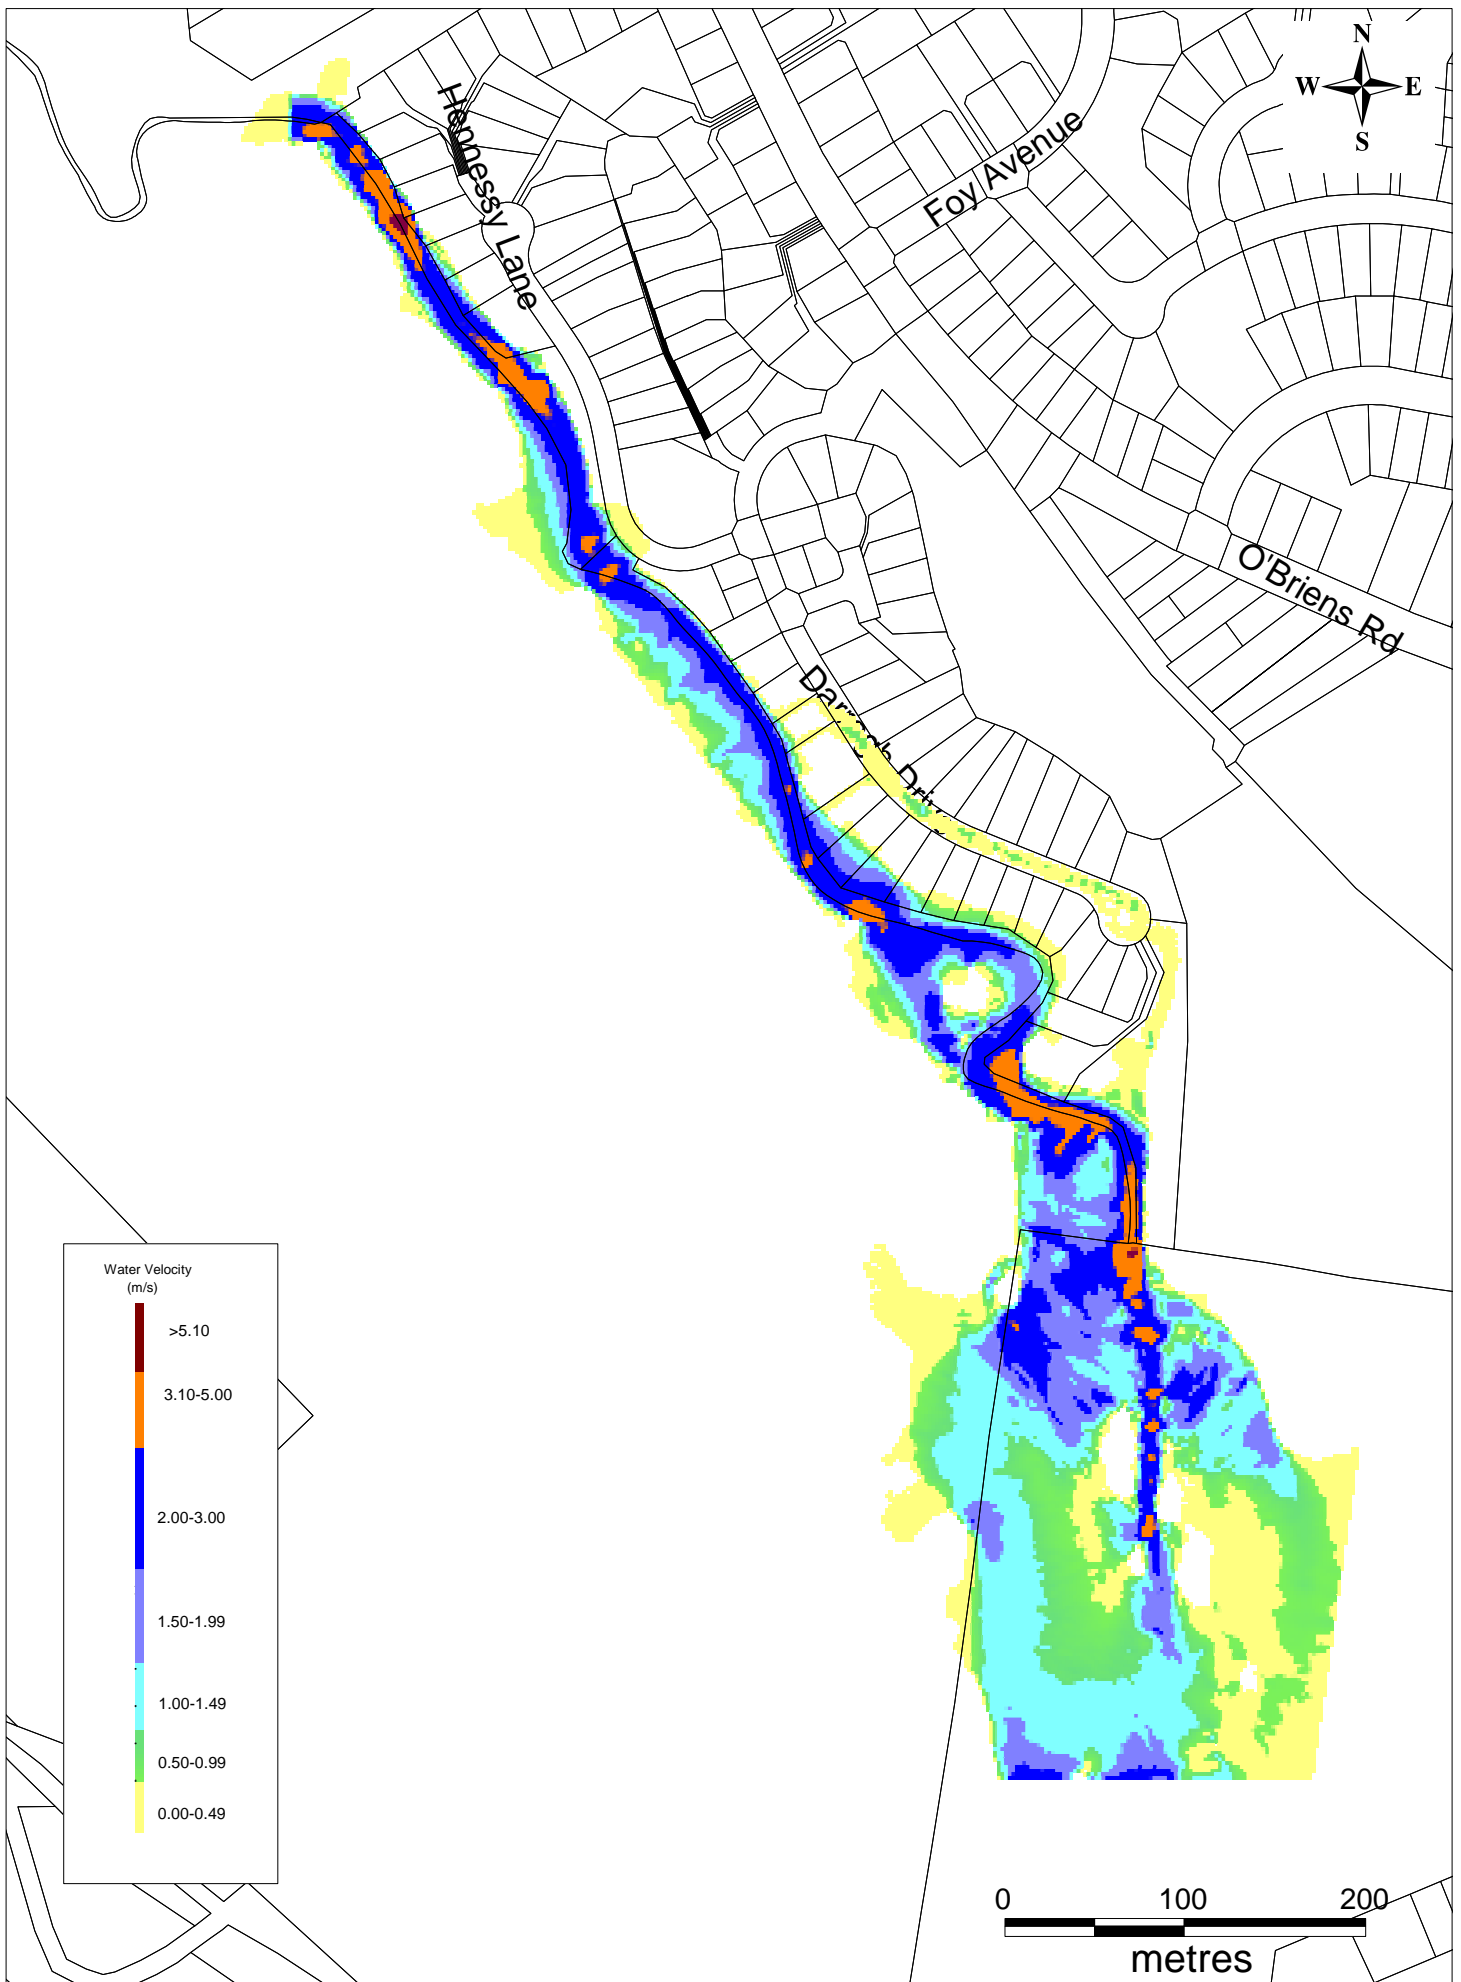 N
W E
S
Hennessy Lane
Foy Avenue
O'Briens Rd
Water Velocity
(m/s)
>5.10
3.10-5.00
2.00-3.00
1.50-1.99
1.00-1.49
0.50-0.99
0.00-0.49
0 100 200
metres